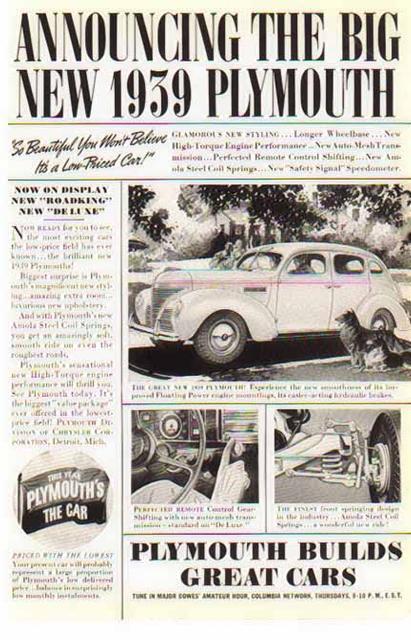 ANNOUNCING THE BIG
NEW 1939 PLYMOUTH
"So Beautiful You Won't Believe
It's a Low-Priced Car!"
GLAMOROUS NEW STYLING... Longer Wheelbase... New
High-Torque Engine Performance... New Auto-Mesh Trans-
mission... Perfected Remote Control Shifting... New Am-
ola Steel Coil Springs... New "Safety Signal" Speedometer.
NOW ON DISPLAY
NEW "ROADKING"
NEW "DE LUXE"
NOW READY for you to see,
the most exciting cars
the low-price field has ever
known... the brilliant new
1939 Plymouths!
Biggest surprise is Plym-
outh's magnificent new styl-
ing... amazing extra room...
luxurious new upholstery.
And with Plymouth's new
Amola Steel Coil Springs,
you get an amazingly soft,
smooth ride on even the
roughest roads.
Plymouth's sensational
new High-Torque engine
performance will thrill you.
See Plymouth today. It's
the biggest "value package"
ever offered in the lowest-
price field! PLYMOUTH DI-
VISION OF CHRYSLER COR-
PORATION, Detroit, Mich.
THE GREAT NEW 1939 PLYMOUTH! Experience the new smoothness of its im-
proved Floating Power engine mountings, its easier-acting hydraulic brakes.
PERFECTED REMOTE Control Gear-
Shifting with new auto-mesh trans-
mission—standard on "De Luxe."
THE FINEST front springing design
in the industry... Amola Steel Coil
Springs... a wonderful new ride!
THIS YEAR
PLYMOUTH'S
THE CAR
PRICED WITH THE LOWEST
Your present car will probably
represent a large proportion
of Plymouth's low delivered
price... balance in surprisingly
low monthly instalments.
PLYMOUTH BUILDS
GREAT CARS
TUNE IN MAJOR BOWES' AMATEUR HOUR, COLUMBIA NETWORK, THURSDAYS, 9-10 P.M., E.S.T.